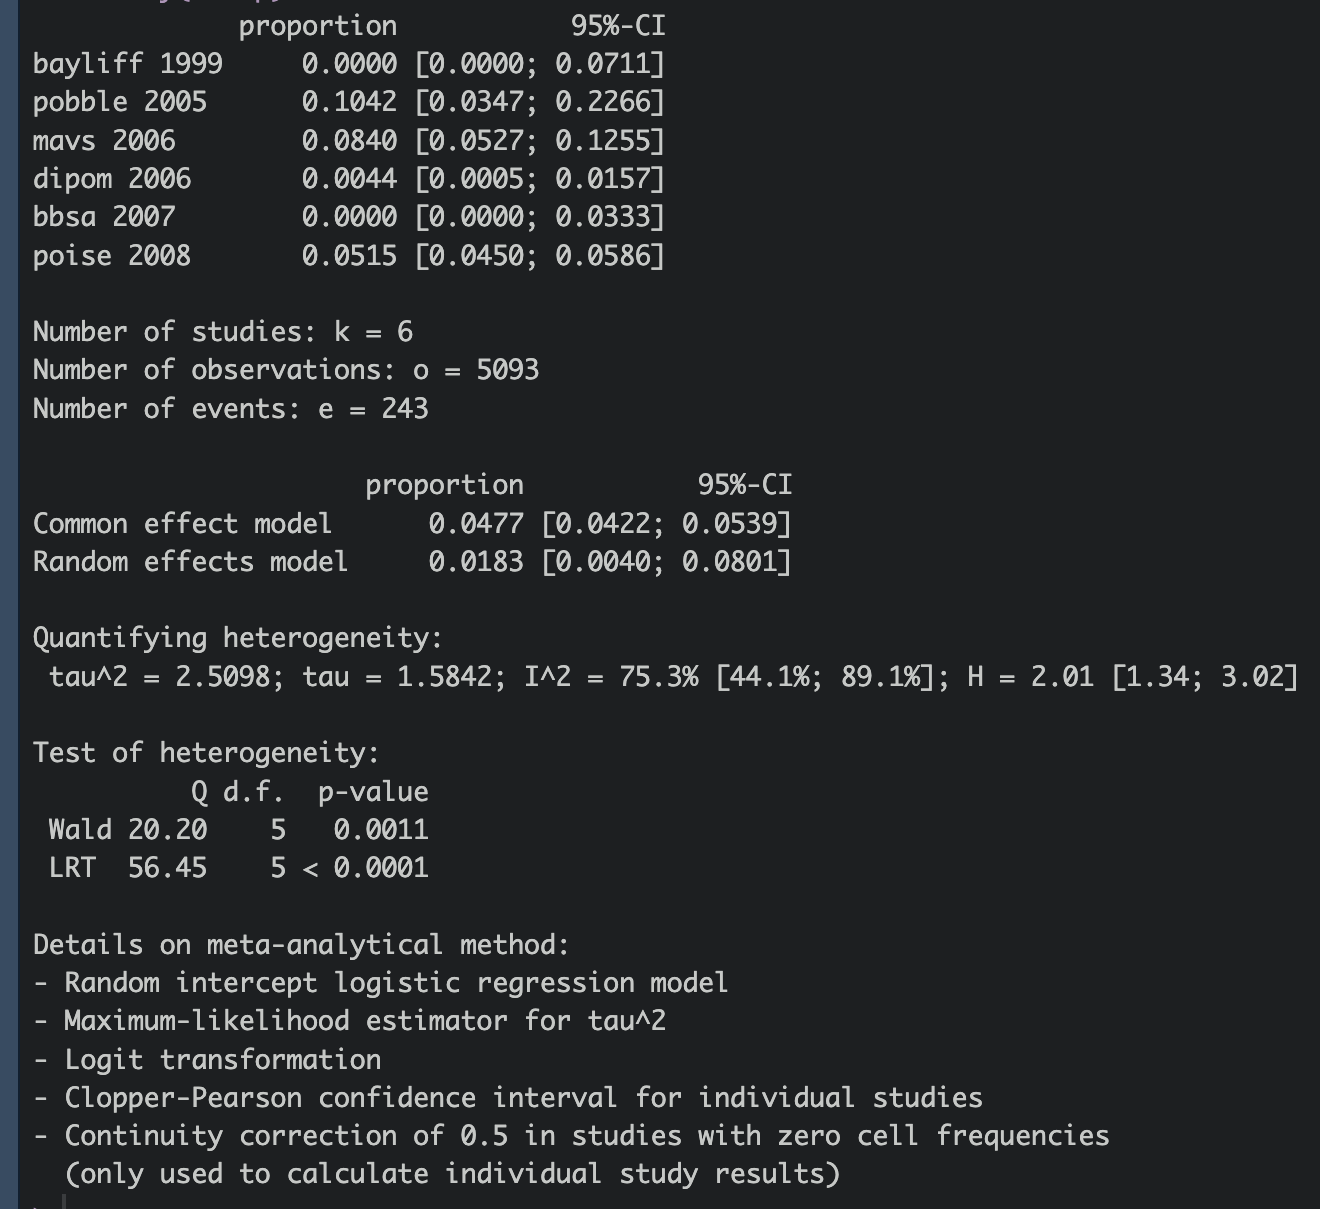 proportion 95%-CI
bayliff 1999 0.0000 [0.0000; 0.0711]
pobble 2005 0.1042 [0.0347; 0.2266]
mavs 2006 0.0840 [0.0527; 0.1255]
dipom 2006 0.0044 [0.0005; 0.0157]
bbsa 2007 0.0000 [0.0000; 0.0333]
poise 2008 0.0515 [0.0450; 0.0586]
Number of studies: k = 6
Number of observations: o = 5093
Number of events: e = 243
proportion 95%-CI
Common effect model 0.0477 [0.0422; 0.0539]
Random effects model 0.0183 [0.0040; 0.0801]
Quantifying heterogeneity:
tau^2 = 2.5098; tau = 1.5842; I^2 = 75.3% [44.1%; 89.1%]; H = 2.01 [1.34; 3.02]
Test of heterogeneity:
Q d.f. p-value
Wald 20.20 5 0.0011
LRT 56.45 5 < 0.0001
Details on meta-analytical method:
- Random intercept logistic regression model
- Maximum-likelihood estimator for tau^2
- Logit transformation
- Clopper-Pearson confidence interval for individual studies
- Continuity correction of 0.5 in studies with zero cell frequencies
(only used to calculate individual study results)